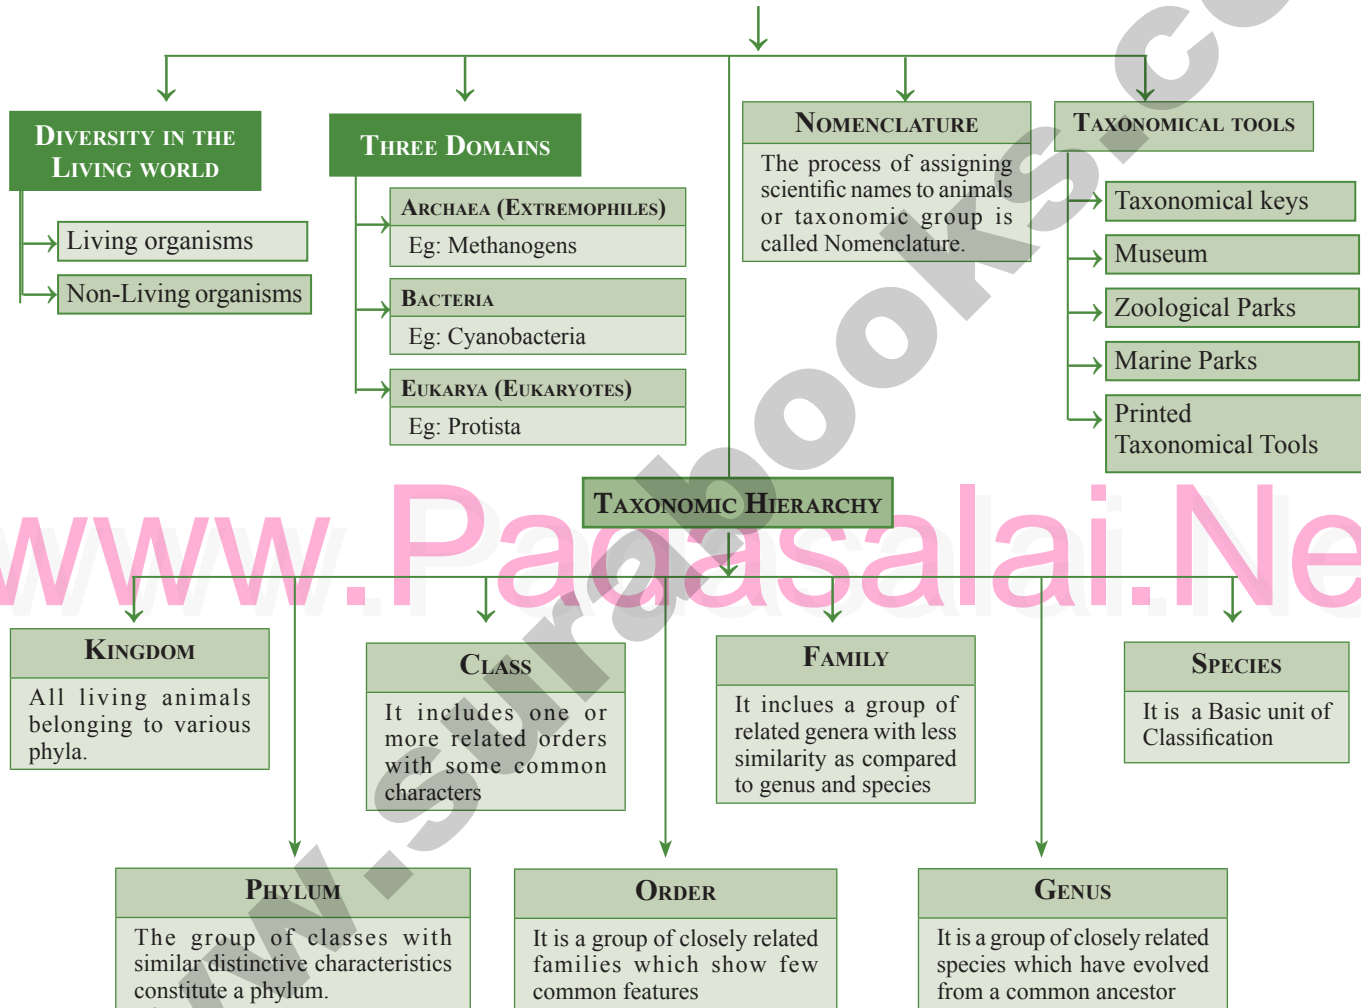 DIVERSITY IN THE
LIVING WORLD
Living organisms
Non-Living organisms
THREE DOMAINS
ARCHAEA (EXTREMOPHILES)
Eg: Methanogens
BACTERIA
Eg: Cyanobacteria
EUKARYA (EUKARYOTES)
Eg: Protista
NOMENCLATURE
The process of assigning
scientific names to animals
or taxonomic group is
called Nomenclature.
TAXONOMICAL TOOLS
Taxonomical keys
Museum
Zoological Parks
Marine Parks
Printed
Taxonomical Tools
TAXONOMIC HIERARCHY
www.Padasalai.Ne
w.surabooks.co
KINGDOM
All living animals
belonging to various
phyla.
CLASS
It includes one or
more related orders
with some common
characters
FAMILY
It inclues a group of
related genera with less
similarity as compared
to genus and species
SPECIES
It is a Basic unit of
Classification
PHYLUM
The group of classes with
similar distinctive characteristics
constitute a phylum.
ORDER
It is a group of closely related
families which show few
common features
GENUS
It is a group of closely related
species which have evolved
from a common ancestor